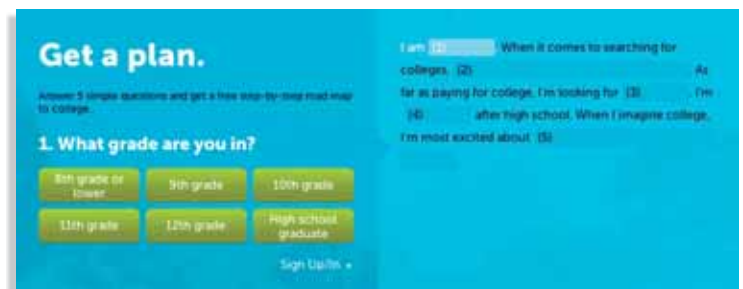 Get a plan.
Answer 5 simple questions and get a free step-by-step road map
to college.
1. What grade are you in?
8th grade or
lower
9th grade
10th grade
11th grade
12th grade
High school
graduate
Sign Up/In
I am (1) . When it comes to searching for
colleges, (2) . As
far as paying for college, I'm looking for (3) . I'm
(4) after high school. When I imagine college,
I'm most excited about (5)